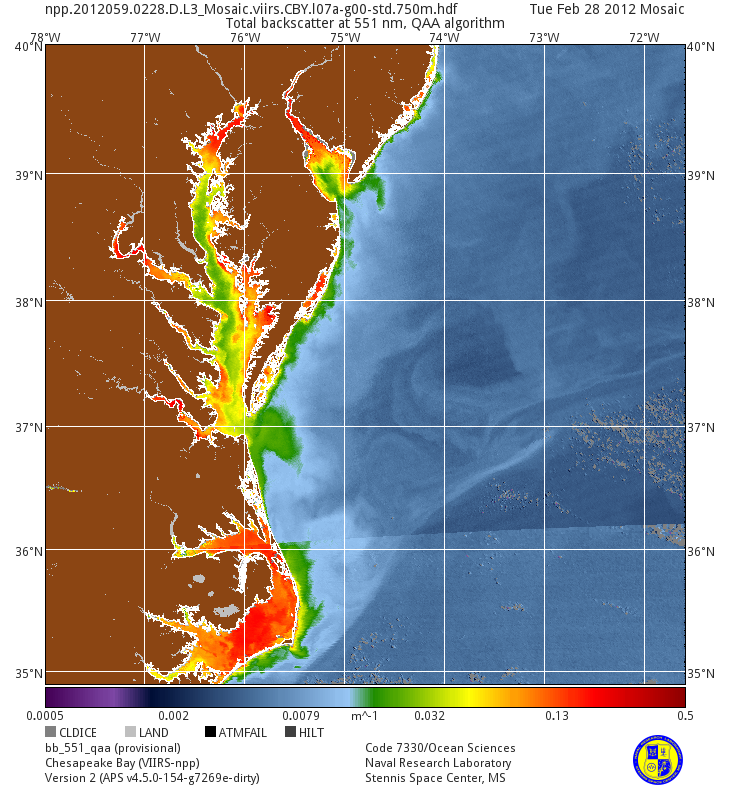 npp.2012059.0228.D.L3_Mosaic.viirs.CBY.l07a-g00-std.750m.hdf Tue Feb 28 2012 Mosaic
Total backscatter at 551 nm, QAA algorithm
78°W 77°W 76°W 75°W 74°W 73°W 72°W
40°N 40°N
39°N 39°N
38°N 38°N
37°N 37°N
36°N 36°N
35°N 35°N
0.0005 0.002 0.0079 m^-1 0.032 0.13 0.5
CLDICE LAND ATMFAIL HILT
bb_551_qaa (provisional) Code 7330/Ocean Sciences
Chesapeake Bay (VIIRS-npp) Naval Research Laboratory
Version 2 (APS v4.5.0-154-g7269e-dirty) Stennis Space Center, MS